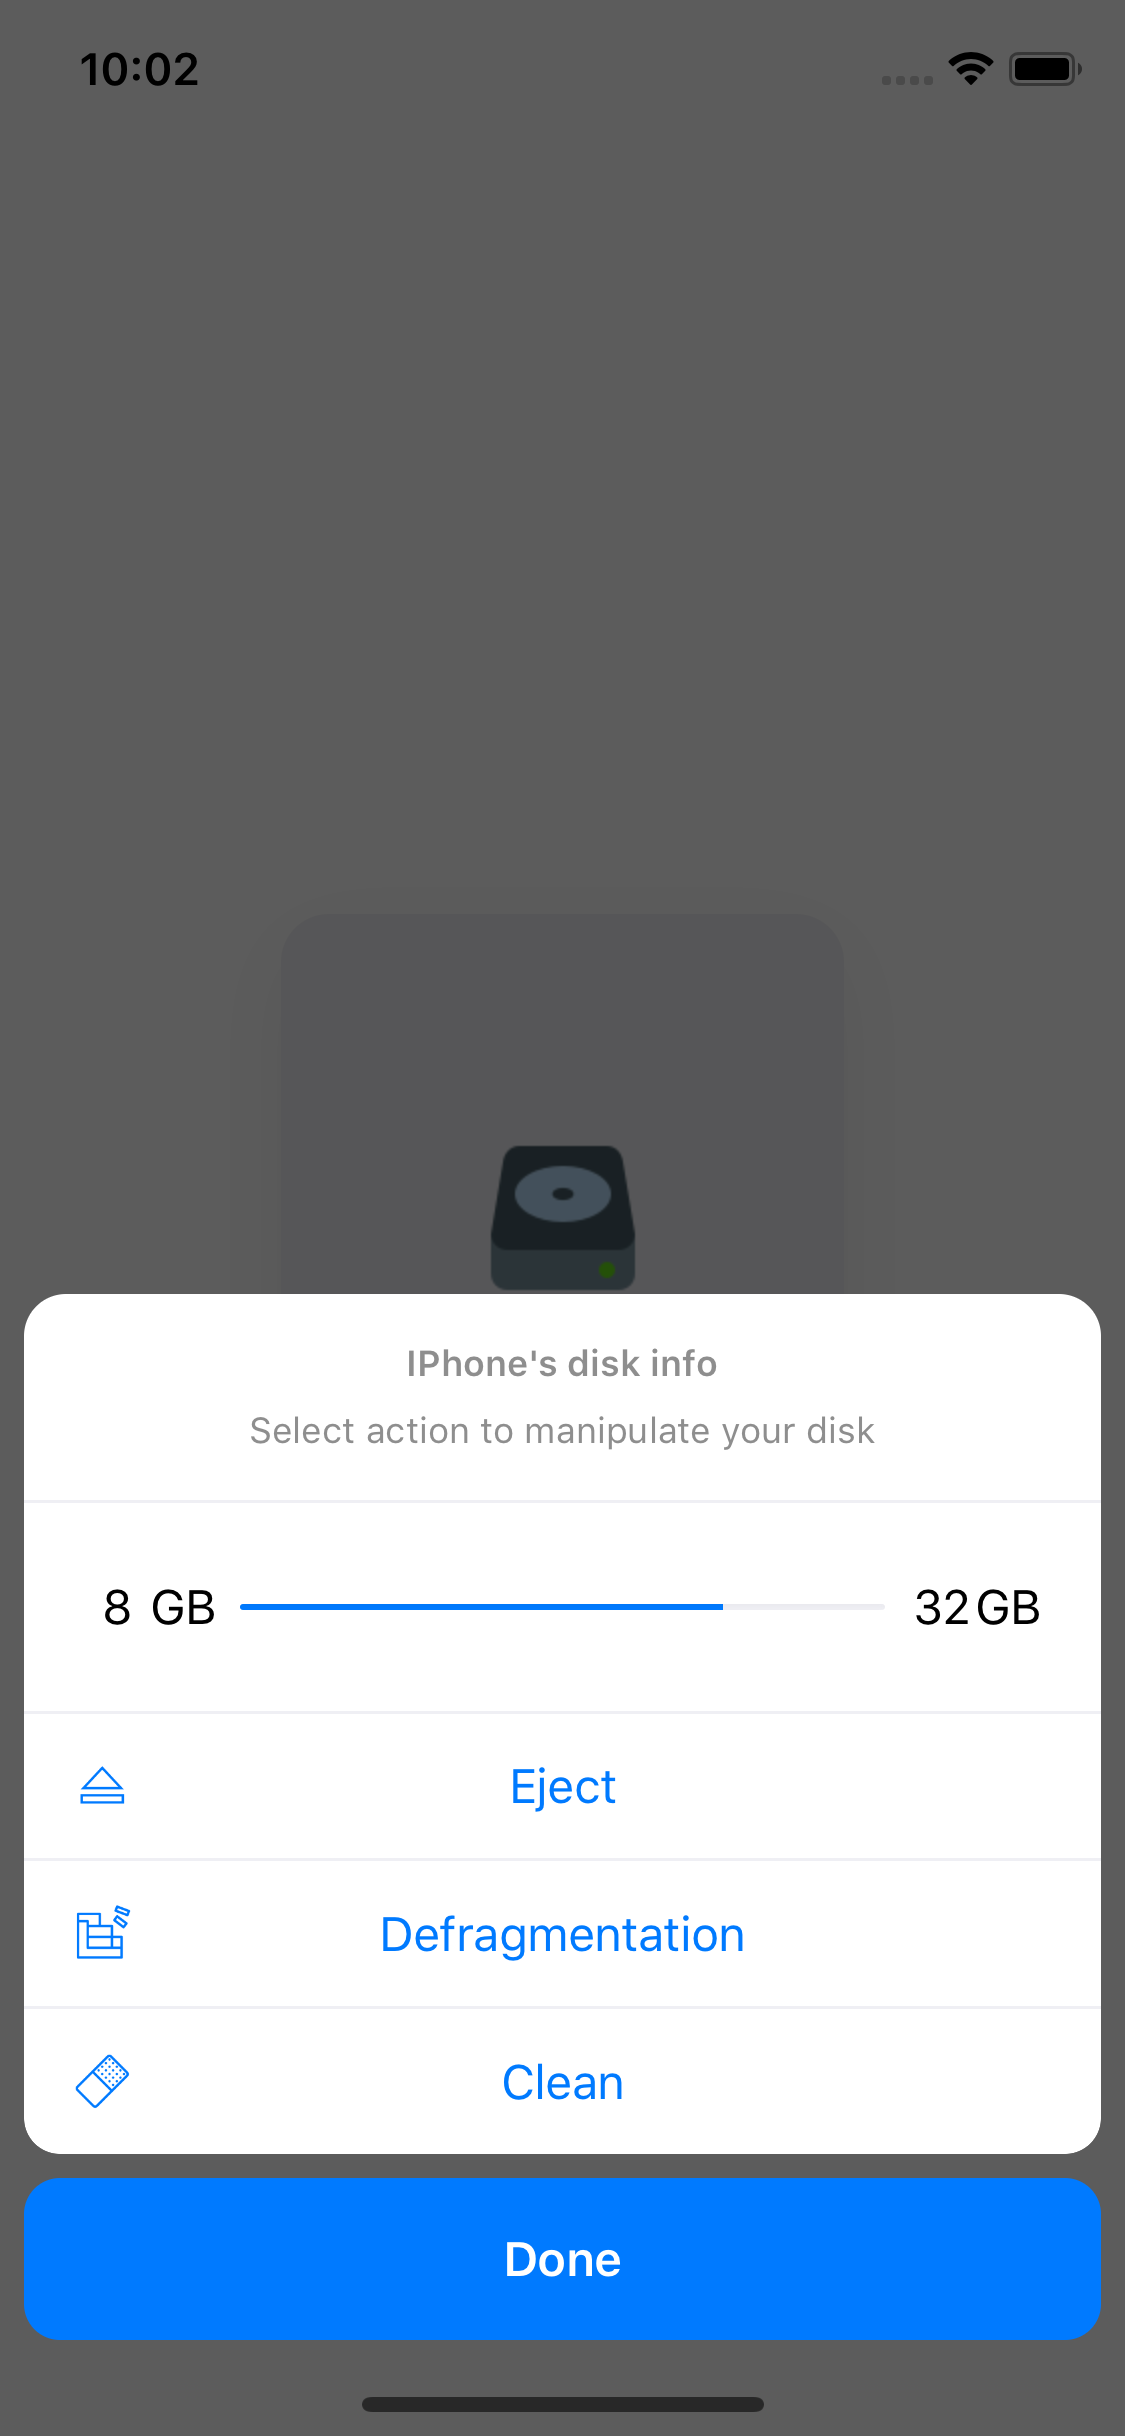 10:02
IPhone's disk info
Select action to manipulate your disk
8 GB 32 GB
Eject
Defragmentation
Clean
Done